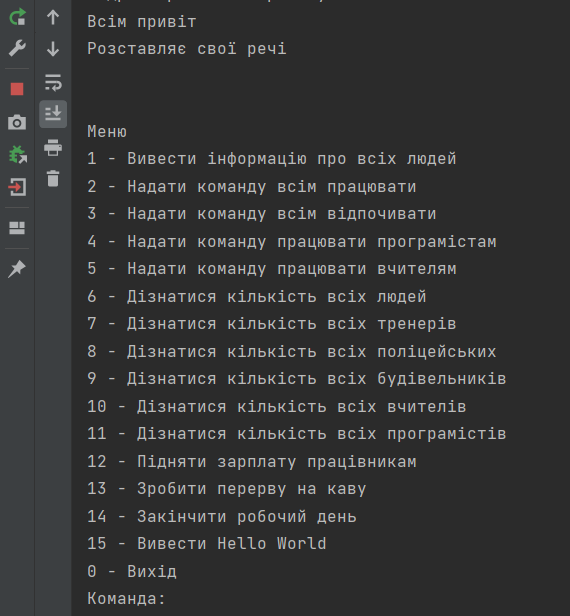 Всім привіт
Розставляє свої речі
Меню
1 - Вивести інформацію про всіх людей
2 - Надати команду всім працювати
3 - Надати команду всім відпочивати
4 - Надати команду працювати програмістам
5 - Надати команду працювати вчителям
6 - Дізнатися кількість всіх людей
7 - Дізнатися кількість всіх тренерів
8 - Дізнатися кількість всіх поліцейських
9 - Дізнатися кількість всіх будівельників
10 - Дізнатися кількість всіх вчителів
11 - Дізнатися кількість всіх програмістів
12 - Підняти зарплату працівникам
13 - Зробити перерву на каву
14 - Закінчити робочий день
15 - Вивести Hello World
0 - Вихід
Команда: